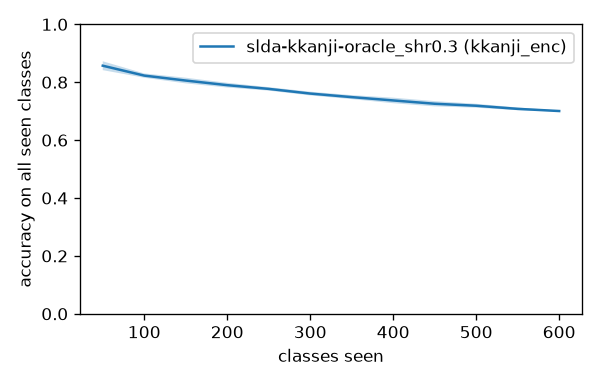 slda-kkanji-oracle_shr0.3 (kkanji_enc)
accuracy on all seen classes
1.0
0.8
0.6
0.4
0.2
0.0
100 200 300 400 500 600
classes seen